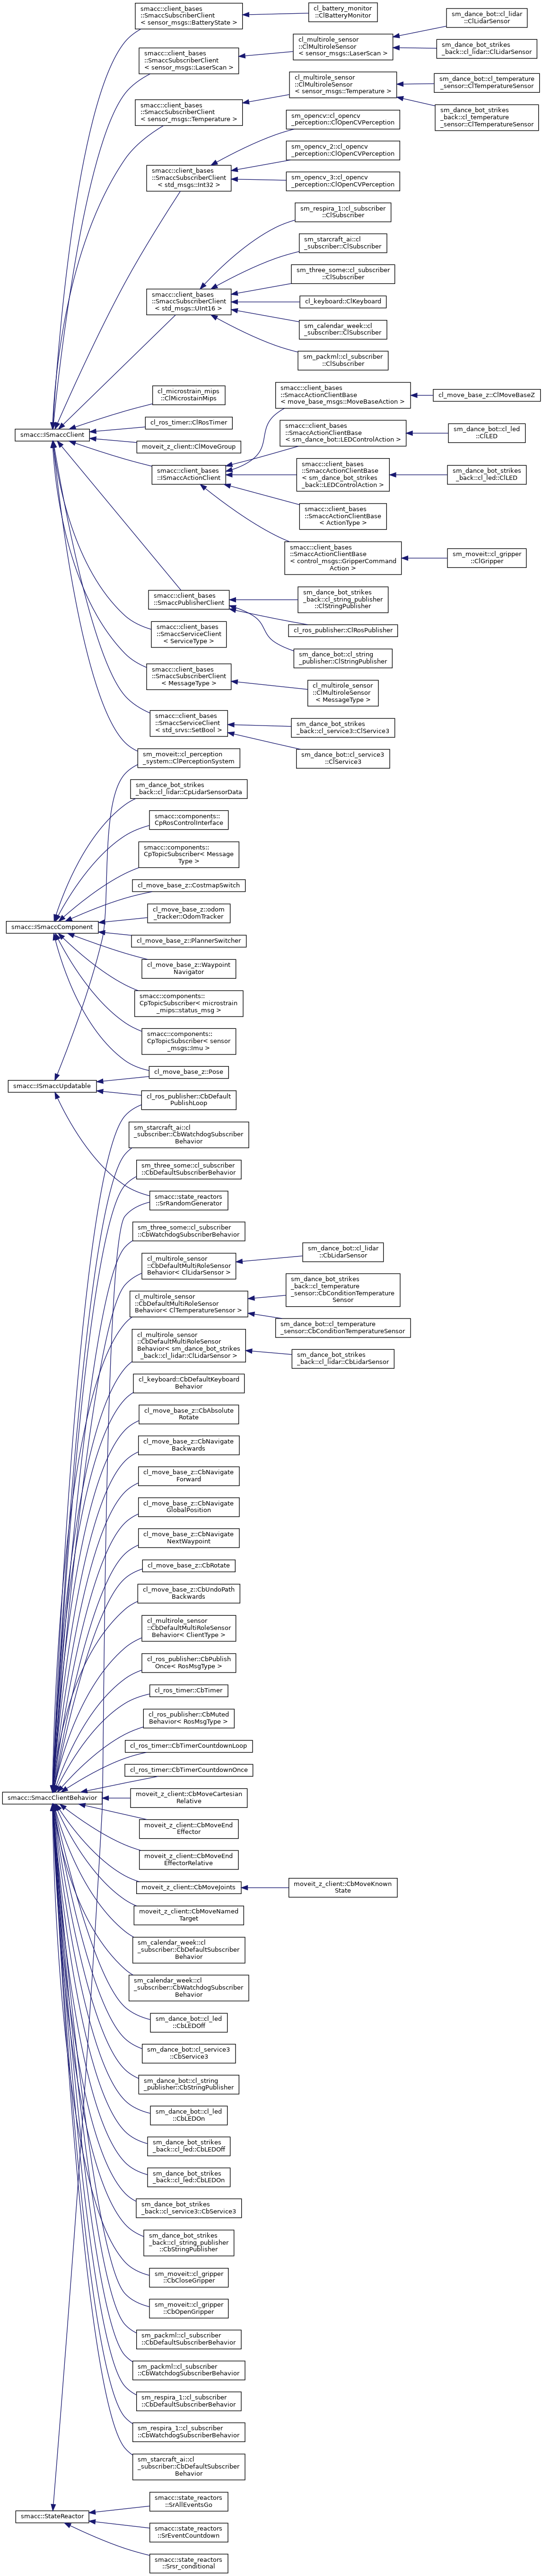 smacc::client_bases
::SmaccSubscriberClient
< sensor_msgs::BatteryState >
cl_battery_monitor
::ClBatteryMonitor
smacc::client_bases
::SmaccSubscriberClient
< sensor_msgs::LaserScan >
cl_multirole_sensor
::ClMultiroleSensor
< sensor_msgs::LaserScan >
sm_dance_bot::cl_lidar
::ClLidarSensor
sm_dance_bot_strikes
_back::cl_lidar::ClLidarSensor
smacc::client_bases
::SmaccSubscriberClient
< sensor_msgs::Temperature >
cl_multirole_sensor
::ClMultiroleSensor
< sensor_msgs::Temperature >
sm_dance_bot::cl_temperature
_sensor::ClTemperatureSensor
sm_dance_bot_strikes
_back::cl_temperature
_sensor::ClTemperatureSensor
smacc::client_bases
::SmaccSubscriberClient
< std_msgs::Int32 >
sm_opencv::cl_opencv
_perception::ClOpenCVPerception
sm_opencv_2::cl_opencv
_perception::ClOpenCVPerception
sm_opencv_3::cl_opencv
_perception::ClOpenCVPerception
smacc::client_bases
::SmaccSubscriberClient
< std_msgs::UInt16 >
sm_respira_1::cl_subscriber
::ClSubscriber
sm_starcraft_ai::cl
_subscriber::ClSubscriber
sm_three_some::cl_subscriber
::ClSubscriber
cl_keyboard::ClKeyboard
sm_calendar_week::cl
_subscriber::ClSubscriber
sm_packml::cl_subscriber
::ClSubscriber
cl_microstrain_mips
::ClMicrostrainMips
cl_ros_timer::ClRosTimer
smacc::ISmaccClient
moveit_z_client::ClMoveGroup
smacc::client_bases
::ISmaccActionClient
smacc::client_bases
::SmaccActionClientBase
< move_base_msgs::MoveBaseAction >
cl_move_base_z::ClMoveBaseZ
smacc::client_bases
::SmaccActionClientBase
< sm_dance_bot::LEDControlAction >
sm_dance_bot::cl_led
::ClLED
smacc::client_bases
::SmaccActionClientBase
< sm_dance_bot_strikes
_back::LEDControlAction >
sm_dance_bot_strikes
_back::cl_led::ClLED
smacc::client_bases
::SmaccActionClientBase
< ActionType >
smacc::client_bases
::SmaccActionClientBase
< control_msgs::GripperCommand
Action >
sm_moveit::cl_gripper
::ClGripper
smacc::client_bases
::SmaccPublisherClient
sm_dance_bot_strikes
_back::cl_string_publisher
::ClStringPublisher
cl_ros_publisher::ClRosPublisher
sm_dance_bot::cl_string
_publisher::ClStringPublisher
smacc::client_bases
::SmaccServiceClient
< ServiceType >
smacc::client_bases
::SmaccSubscriberClient
< MessageType >
cl_multirole_sensor
::ClMultiroleSensor
< MessageType >
smacc::client_bases
::SmaccServiceClient
< std_srvs::SetBool >
sm_dance_bot_strikes
_back::cl_service3::ClService3
sm_dance_bot::cl_service3
::ClService3
sm_moveit::cl_perception
_system::ClPerceptionSystem
sm_dance_bot_strikes
_back::cl_lidar::CpLidarSensorData
smacc::components::
CpRosControlInterface
smacc::components::
CpTopicSubscriber< Message
Type >
cl_move_base_z::CostmapSwitch
cl_move_base_z::odom
_tracker::OdomTracker
smacc::ISmaccComponent
cl_move_base_z::PlannerSwitcher
cl_move_base_z::Waypoint
Navigator
smacc::components::
CpTopicSubscriber< microstrain
_mips::status_msg >
smacc::components::
CpTopicSubscriber< sensor
_msgs::Imu >
cl_move_base_z::Pose
smacc::ISmaccUpdatable
cl_ros_publisher::CbDefault
PublishLoop
sm_starcraft_ai::cl
_subscriber::CbWatchdogSubscriber
Behavior
sm_three_some::cl_subscriber
::CbDefaultSubscriberBehavior
smacc::state_reactors
::SrRandomGenerator
sm_three_some::cl_subscriber
::CbWatchdogSubscriberBehavior
cl_multirole_sensor
::CbDefaultMultiRoleSensor
Behavior< ClLidarSensor >
sm_dance_bot::cl_lidar
::CbLidarSensor
cl_multirole_sensor
::CbDefaultMultiRoleSensor
Behavior< ClTemperatureSensor >
sm_dance_bot_strikes
_back::cl_temperature
_sensor::CbConditionTemperature
Sensor
sm_dance_bot::cl_temperature
_sensor::CbConditionTemperatureSensor
cl_multirole_sensor
::CbDefaultMultiRoleSensor
Behavior< sm_dance_bot_strikes
_back::cl_lidar::ClLidarSensor >
sm_dance_bot_strikes
_back::cl_lidar::CbLidarSensor
cl_keyboard::CbDefaultKeyboard
Behavior
cl_move_base_z::CbAbsolute
Rotate
cl_move_base_z::CbNavigate
Backwards
cl_move_base_z::CbNavigate
Forward
cl_move_base_z::CbNavigate
GlobalPosition
cl_move_base_z::CbNavigate
NextWaypoint
cl_move_base_z::CbRotate
cl_move_base_z::CbUndoPath
Backwards
cl_multirole_sensor
::CbDefaultMultiRoleSensor
Behavior< ClientType >
cl_ros_publisher::CbPublish
Once< RosMsgType >
cl_ros_timer::CbTimer
cl_ros_publisher::CbMuted
Behavior< RosMsgType >
cl_ros_timer::CbTimerCountdownLoop
cl_ros_timer::CbTimerCountdownOnce
smacc::SmaccClientBehavior
moveit_z_client::CbMoveCartesian
Relative
moveit_z_client::CbMoveEnd
Effector
moveit_z_client::CbMoveEnd
EffectorRelative
moveit_z_client::CbMoveJoints
moveit_z_client::CbMoveKnown
State
moveit_z_client::CbMoveNamed
Target
sm_calendar_week::cl
_subscriber::CbDefaultSubscriber
Behavior
sm_calendar_week::cl
_subscriber::CbWatchdogSubscriber
Behavior
sm_dance_bot::cl_led
::CbLEDOff
sm_dance_bot::cl_service3
::CbService3
sm_dance_bot::cl_string
_publisher::CbStringPublisher
sm_dance_bot::cl_led
::CbLEDOn
sm_dance_bot_strikes
_back::cl_led::CbLEDOff
sm_dance_bot_strikes
_back::cl_led::CbLEDOn
sm_dance_bot_strikes
_back::cl_service3::CbService3
sm_dance_bot_strikes
_back::cl_string_publisher
::CbStringPublisher
sm_moveit::cl_gripper
::CbCloseGripper
sm_moveit::cl_gripper
::CbOpenGripper
sm_packml::cl_subscriber
::CbDefaultSubscriberBehavior
sm_packml::cl_subscriber
::CbWatchdogSubscriberBehavior
sm_respira_1::cl_subscriber
::CbDefaultSubscriberBehavior
sm_respira_1::cl_subscriber
::CbWatchdogSubscriberBehavior
sm_starcraft_ai::cl
_subscriber::CbDefaultSubscriber
Behavior
smacc::state_reactors
::SrAllEventsGo
smacc::StateReactor
smacc::state_reactors
::SrEventCountdown
smacc::state_reactors
::Srsr_conditional